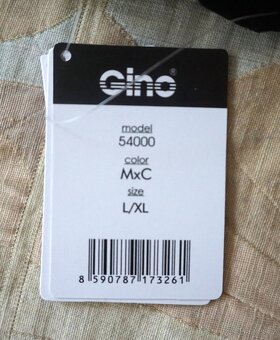 Gino®
model
54000
color
MxC
size
L/XL
8 590787 173261